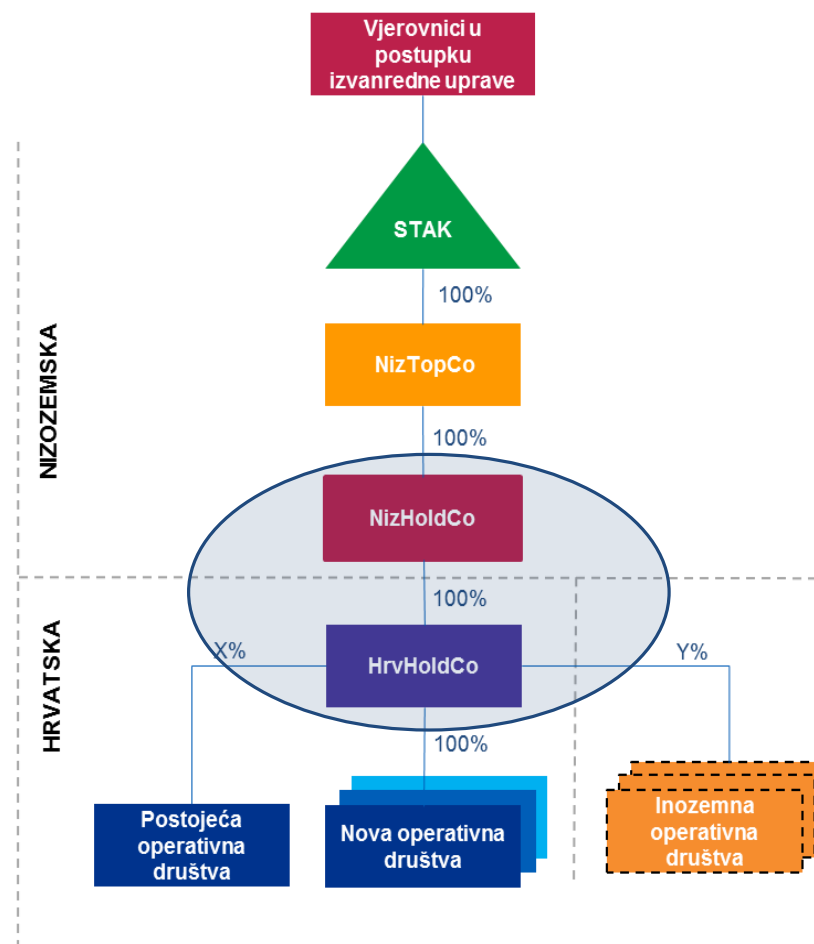 Vjerovnici u
postupku
izvanredne uprave
STAK
100%
NizTopCo
100%
NIZOZEMSKA
NizHoldCo
100%
HRVATSKA
X%
HrvHoldCo
Y%
100%
Postojeća
operativna
društva
Nova operativna
društva
Inozemna
operativna
društva